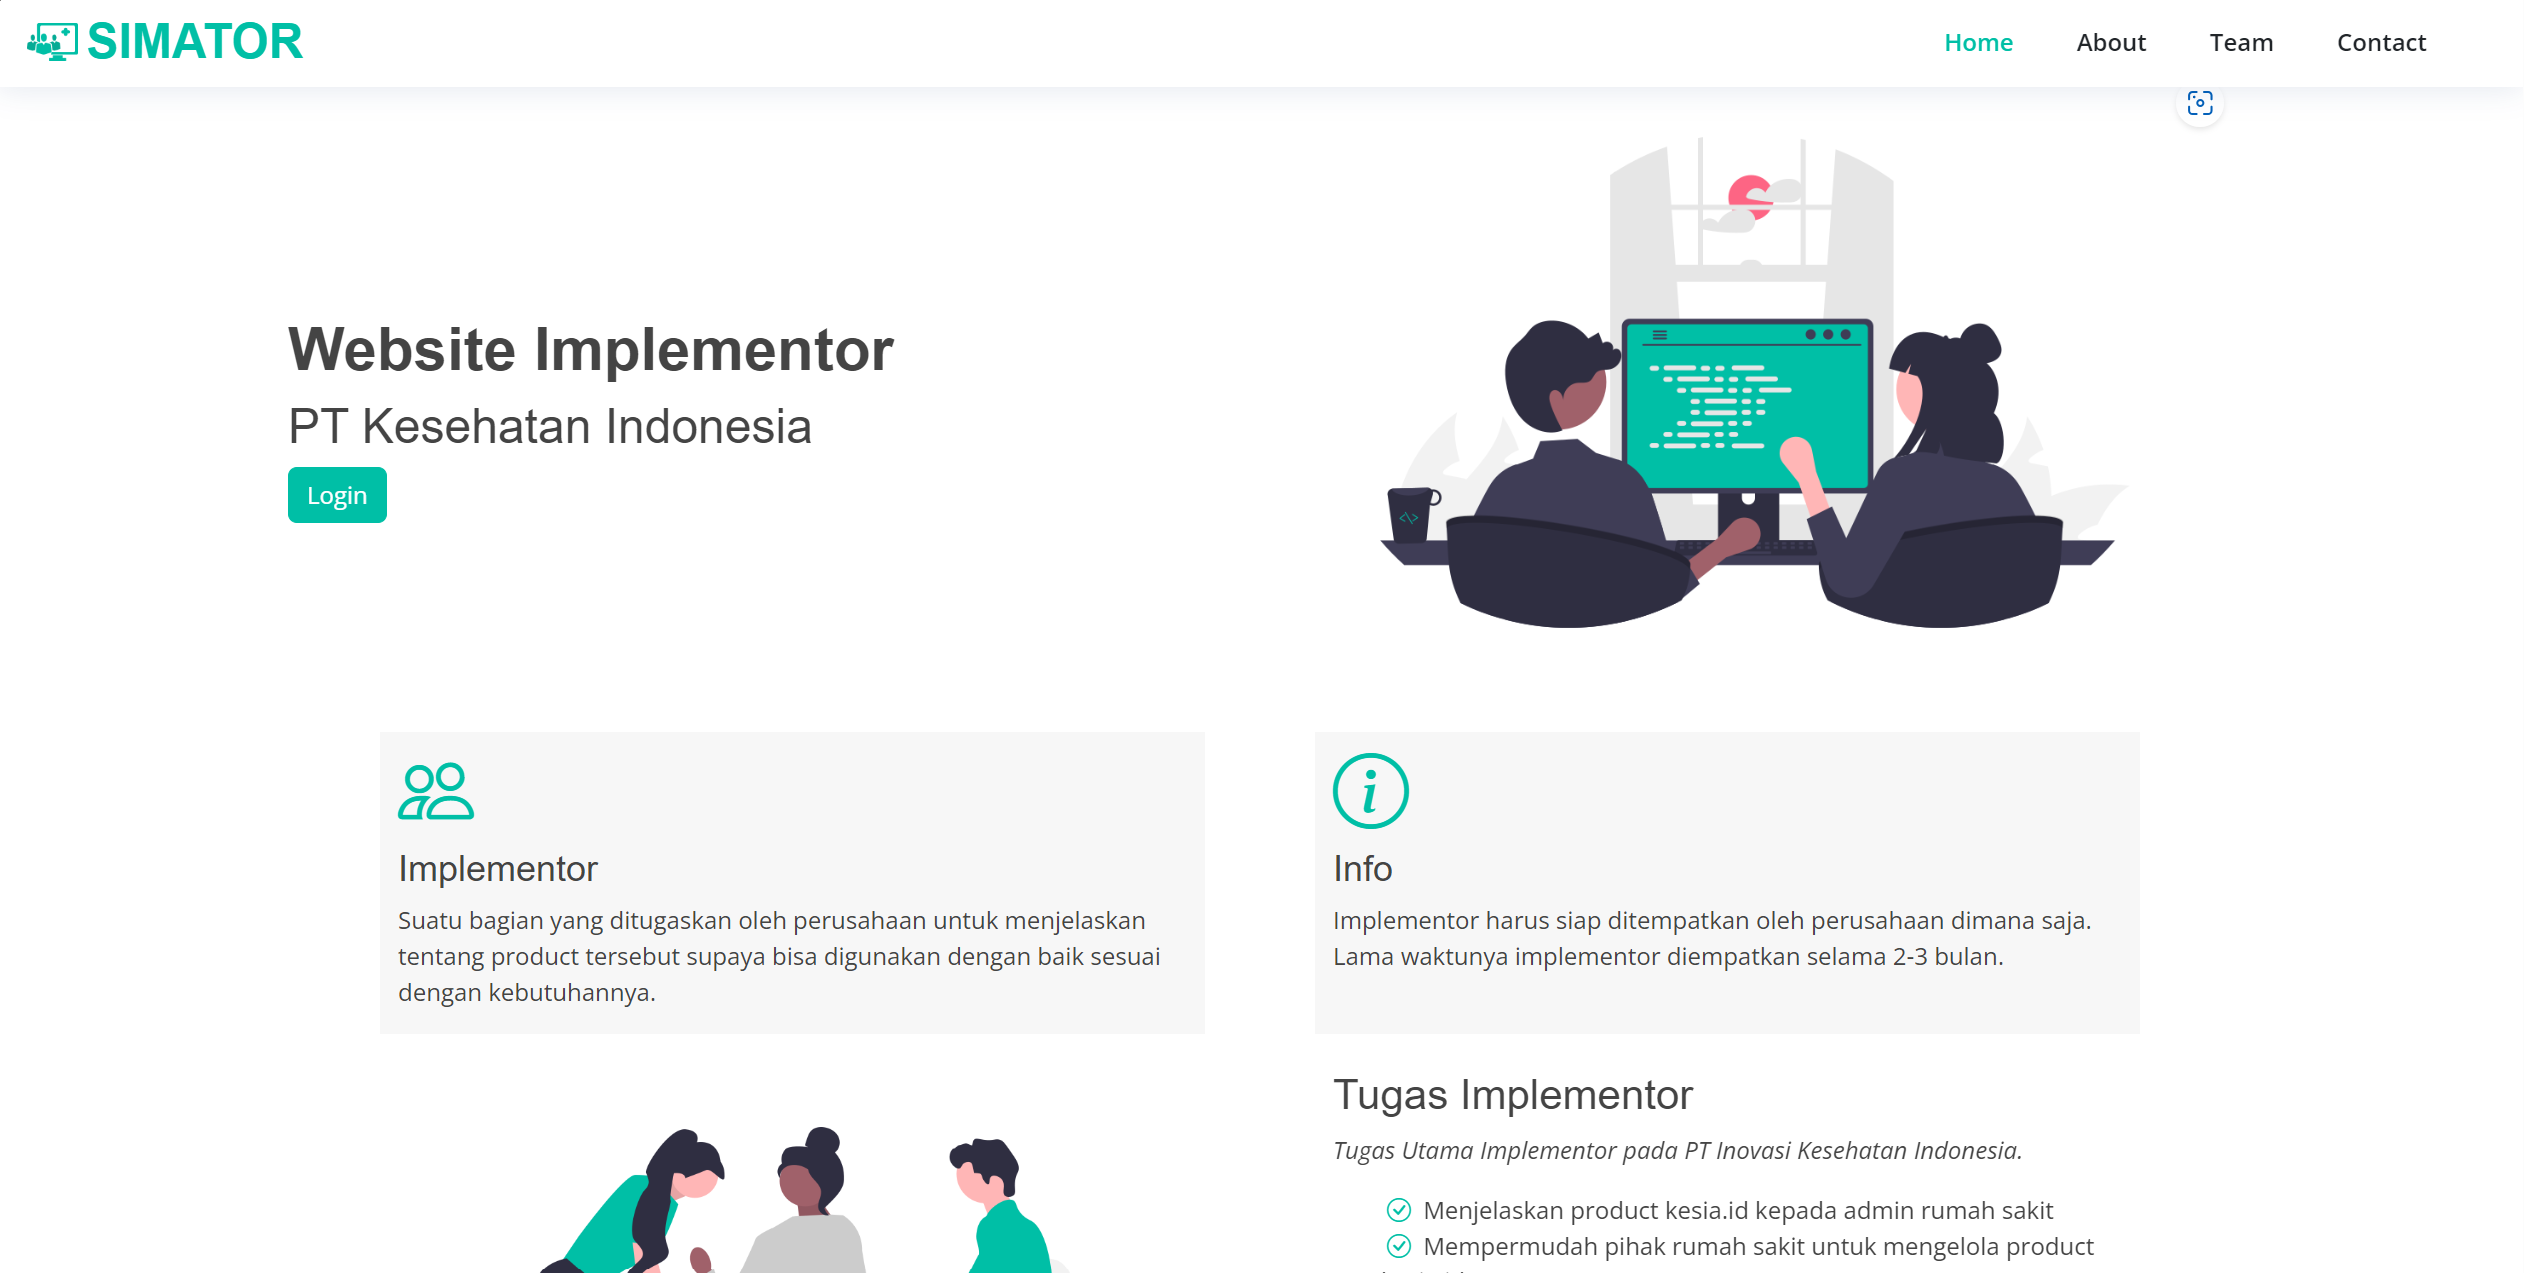 SIMATOR
Home
About
Team
Contact
Website Implementor
PT Kesehatan Indonesia
Login
Implementor
Suatu bagian yang ditugaskan oleh perusahaan untuk menjelaskan
tentang product tersebut supaya bisa digunakan dengan baik sesuai
dengan kebutuhannya.
Info
Implementor harus siap ditempatkan oleh perusahaan dimana saja.
Lama waktunya implementor diempatkan selama 2-3 bulan.
Tugas Implementor
Tugas Utama Implementor pada PT Inovasi Kesehatan Indonesia.
Menjelaskan product kesia.id kepada admin rumah sakit
Mempermudah pihak rumah sakit untuk mengelola product